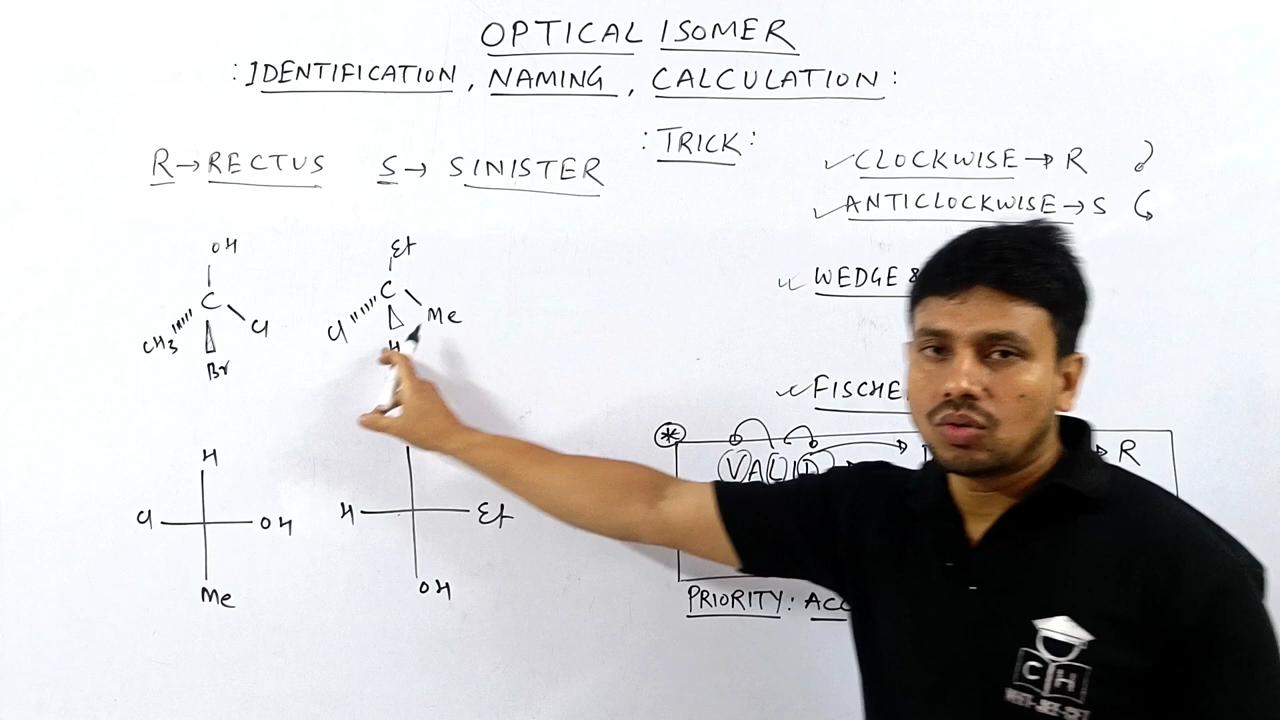 OPTICAL ISOMER
: IDENTIFICATION , NAMING , CALCULATION :
: TRICK :
R → RECTUS S → SINISTER
✓ CLOCKWISE → R
✓ ANTICLOCKWISE → S
OH
C
CH3
Cl
Br
Et
C
Cl
Me
H
✓ WEDGE &
✓ FISCHE
H
Cl
OH
Me
H
Et
OH
*
VALID
R
PRIORITY : ACC
C H